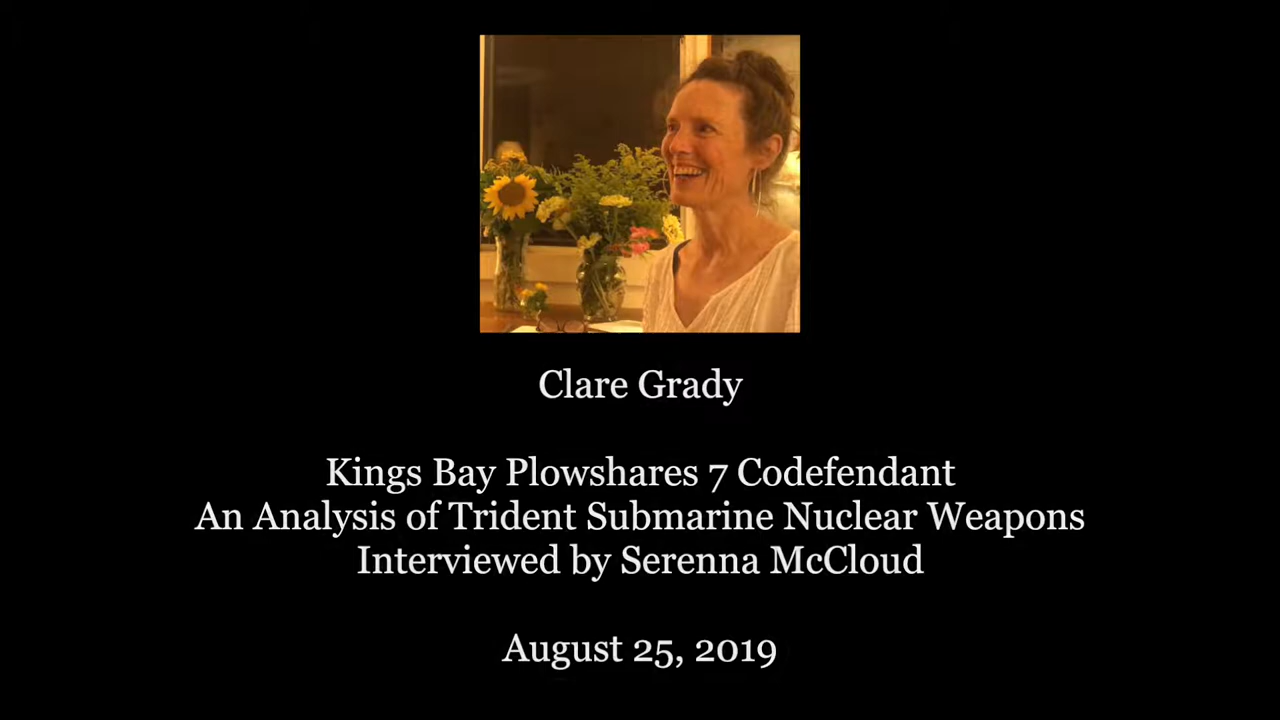 Clare Grady
Kings Bay Plowshares 7 Codefendant
An Analysis of Trident Submarine Nuclear Weapons
Interviewed by Serenna McCloud
August 25, 2019